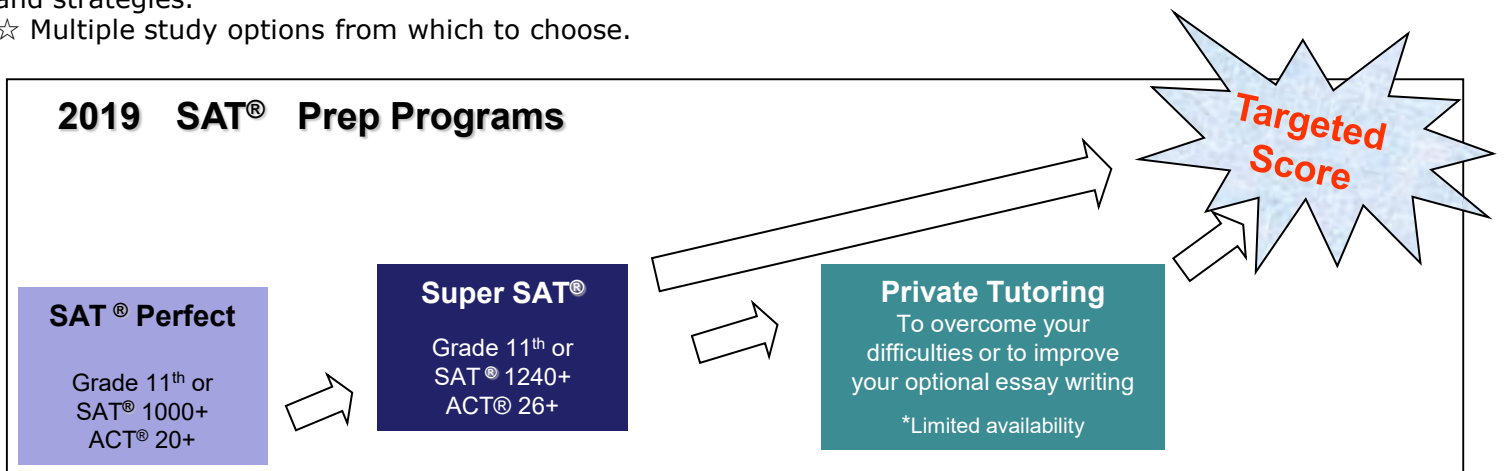 and strategies.
☆ Multiple study options from which to choose.
2019 SAT® Prep Programs
Targeted
Score
SAT ® Perfect
Grade 11th or
SAT® 1000+
ACT® 20+
Super SAT®
Grade 11th or
SAT ® 1240+
ACT® 26+
Private Tutoring
To overcome your
difficulties or to improve
your optional essay writing
*Limited availability